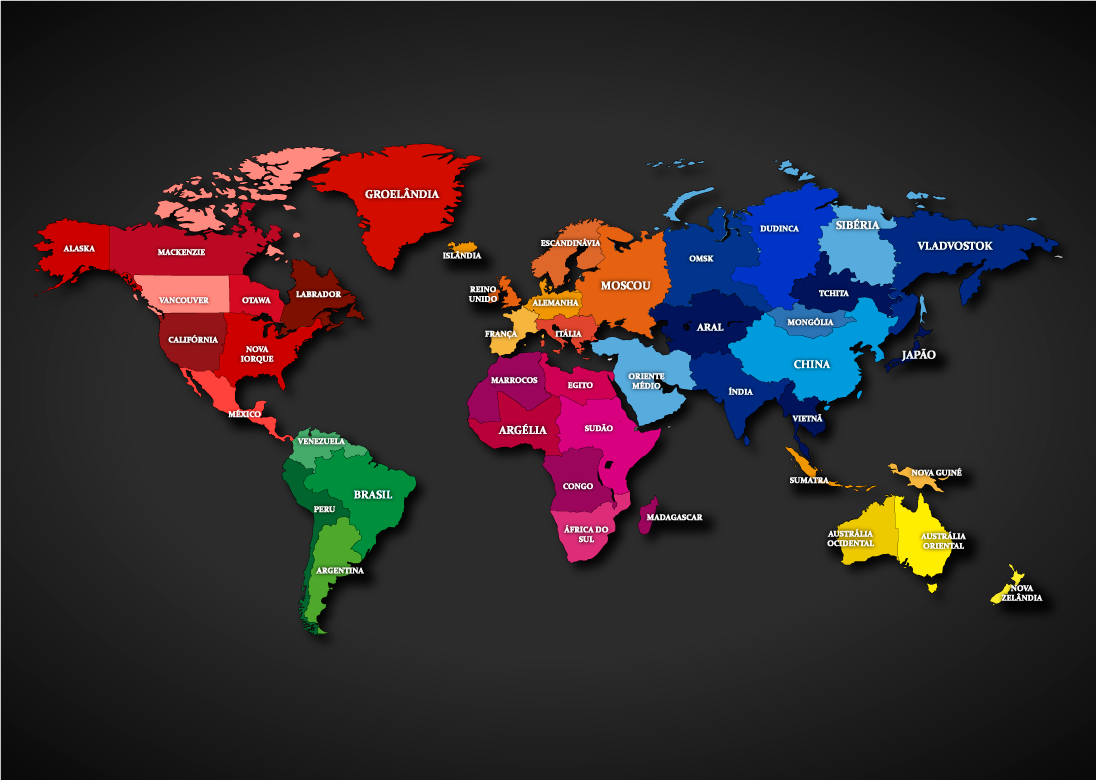 GROELÂNDIA
ALASKA
MACKENZIE
VANCOUVER
OTAWA
LABRADOR
CALIFÓRNIA
NOVA
IORQUE
MÉXICO
VENEZUELA
BRASIL
PERU
ARGENTINA
ISLÂNDIA
ESCANDINÁVIA
REINO
UNIDO
ALEMANHA
MOSCOU
FRANÇA
ITÁLIA
MARROCOS
EGITO
ARGÉLIA
SUDÃO
CONGO
ÁFRICA DO
SUL
MADAGASCAR
DUDINCA
SIBÉRIA
VLADVOSTOK
OMSK
TCHITA
ARAL
MONGÓLIA
JAPÃO
CHINA
ORIENTE
MÉDIO
ÍNDIA
VIETNÃ
SUMATRA
NOVA GUINÉ
AUSTRÁLIA
OCIDENTAL
AUSTRÁLIA
ORIENTAL
NOVA
ZELÂNDIA